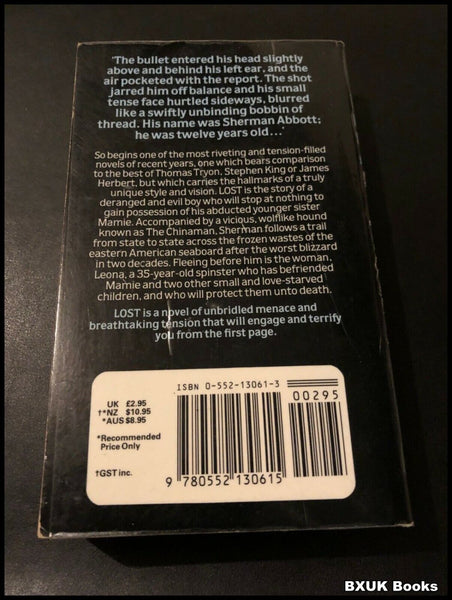 'The bullet entered his head slightly
above and behind his left ear, and the
air pocketed with the report. The shot
jarred him off balance and his small
tense face hurtled sideways, blurred
like a swiftly unbinding bobbin of
thread. His name was Sherman Abbott:
he was twelve years old...'
So begins one of the most riveting and tension-filled
novels of recent years, one which bears comparison
to the best of Thomas Tryon, Stephen King or James
Herbert, but which carries the hallmarks of a truly
unique style and vision. LOST is the story of a
deranged and evil boy who will stop at nothing to
gain possession of his abducted younger sister
Mamie. Accompanied by a vicious, wolflike hound
known as The Chinaman, Sherman follows a trail
from state to state across the frozen wastes of the
eastern American seaboard after the worst blizzard
in two decades. Fleeing before him is the woman,
Leona, a 35-year-old spinster who has befriended
Mamie and two other small and love-starved
children, and who will protect them unto death.
LOST is a novel of unbridled menace and
breathtaking tension that will engage and terrify
you from the first page.
ISBN 0-552-13061-3
00295
UK £2.95
†*NZ $10.95
*AUS $8.95
*Recommended
Price Only
†GST inc.
9 780552 130615
BXUK Books